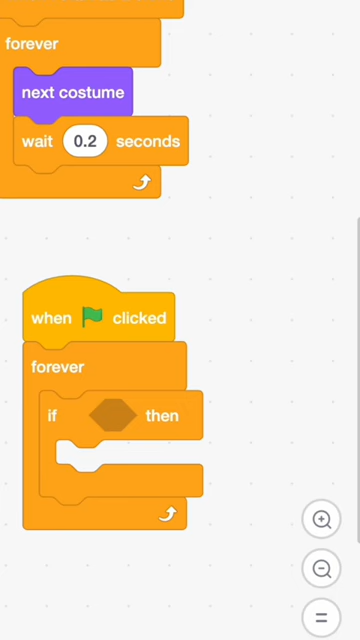 forever
next costume
wait 0.2 seconds
when clicked
forever
if then